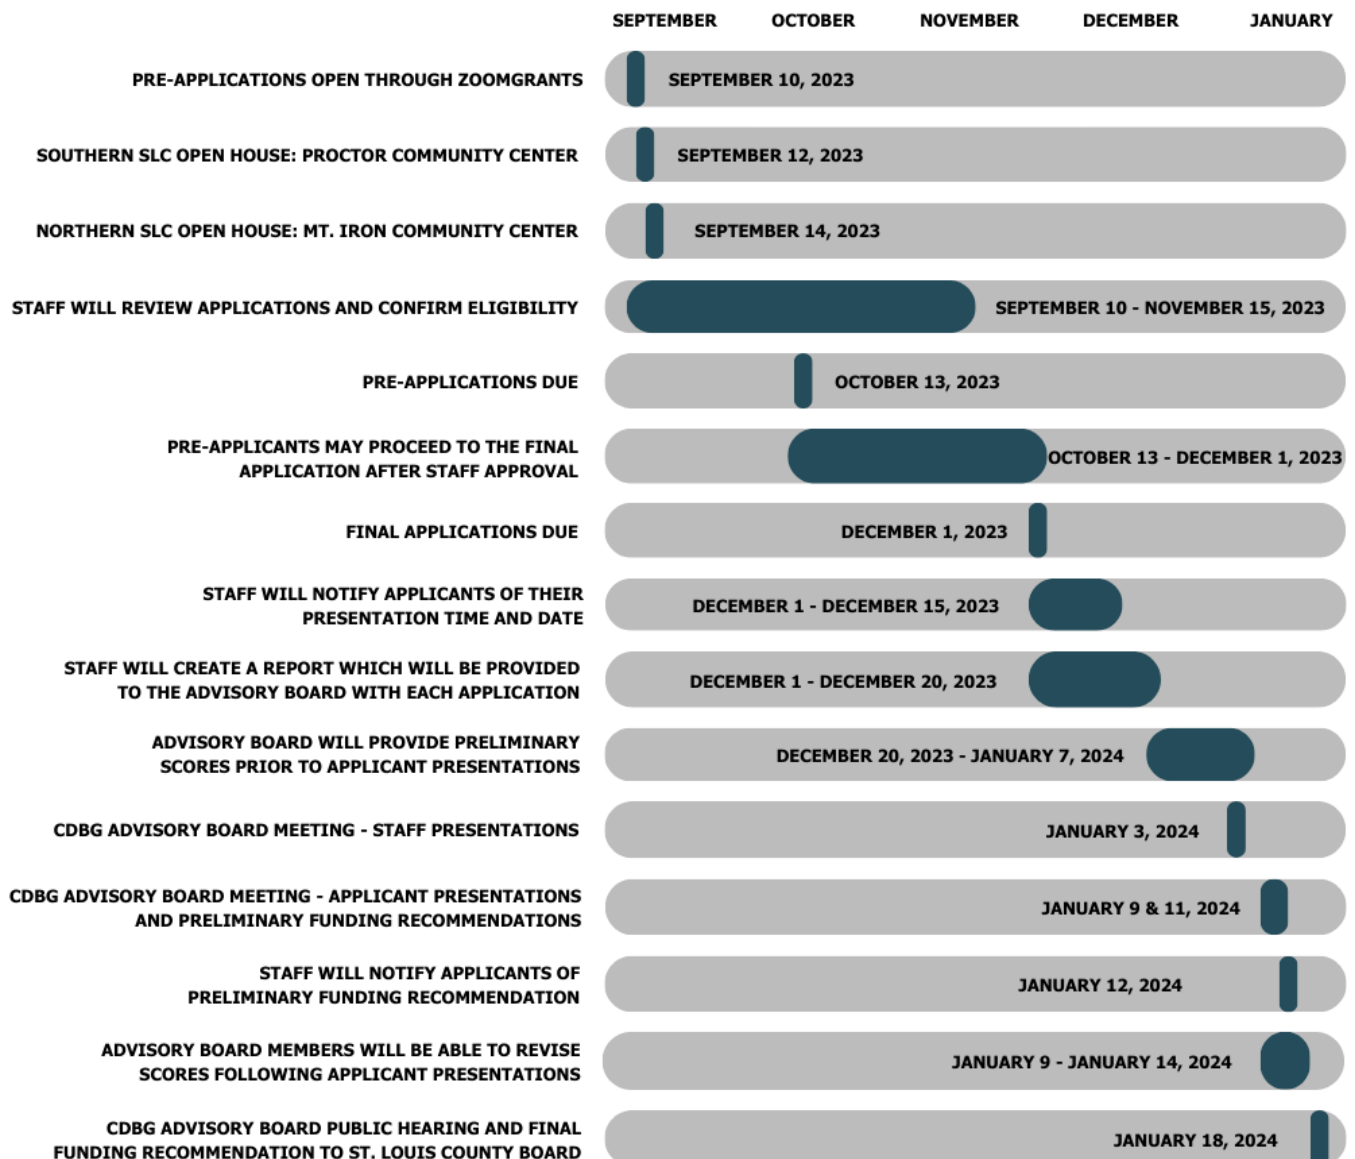 SEPTEMBER OCTOBER NOVEMBER DECEMBER JANUARY
PRE-APPLICATIONS OPEN THROUGH ZOOMGRANTS SEPTEMBER 10, 2023
SOUTHERN SLC OPEN HOUSE: PROCTOR COMMUNITY CENTER SEPTEMBER 12, 2023
NORTHERN SLC OPEN HOUSE: MT. IRON COMMUNITY CENTER SEPTEMBER 14, 2023
STAFF WILL REVIEW APPLICATIONS AND CONFIRM ELIGIBILITY SEPTEMBER 10 - NOVEMBER 15, 2023
PRE-APPLICATIONS DUE OCTOBER 13, 2023
PRE-APPLICANTS MAY PROCEED TO THE FINAL
APPLICATION AFTER STAFF APPROVAL
OCTOBER 13 - DECEMBER 1, 2023
FINAL APPLICATIONS DUE DECEMBER 1, 2023
STAFF WILL NOTIFY APPLICANTS OF THEIR
PRESENTATION TIME AND DATE
DECEMBER 1 - DECEMBER 15, 2023
STAFF WILL CREATE A REPORT WHICH WILL BE PROVIDED
TO THE ADVISORY BOARD WITH EACH APPLICATION
DECEMBER 1 - DECEMBER 20, 2023
ADVISORY BOARD WILL PROVIDE PRELIMINARY
SCORES PRIOR TO APPLICANT PRESENTATIONS
DECEMBER 20, 2023 - JANUARY 7, 2024
CDBG ADVISORY BOARD MEETING - STAFF PRESENTATIONS JANUARY 3, 2024
CDBG ADVISORY BOARD MEETING - APPLICANT PRESENTATIONS
AND PRELIMINARY FUNDING RECOMMENDATIONS
JANUARY 9 & 11, 2024
STAFF WILL NOTIFY APPLICANTS OF
PRELIMINARY FUNDING RECOMMENDATION
JANUARY 12, 2024
ADVISORY BOARD MEMBERS WILL BE ABLE TO REVISE
SCORES FOLLOWING APPLICANT PRESENTATIONS
JANUARY 9 - JANUARY 14, 2024
CDBG ADVISORY BOARD PUBLIC HEARING AND FINAL
FUNDING RECOMMENDATION TO ST. LOUIS COUNTY BOARD
JANUARY 18, 2024